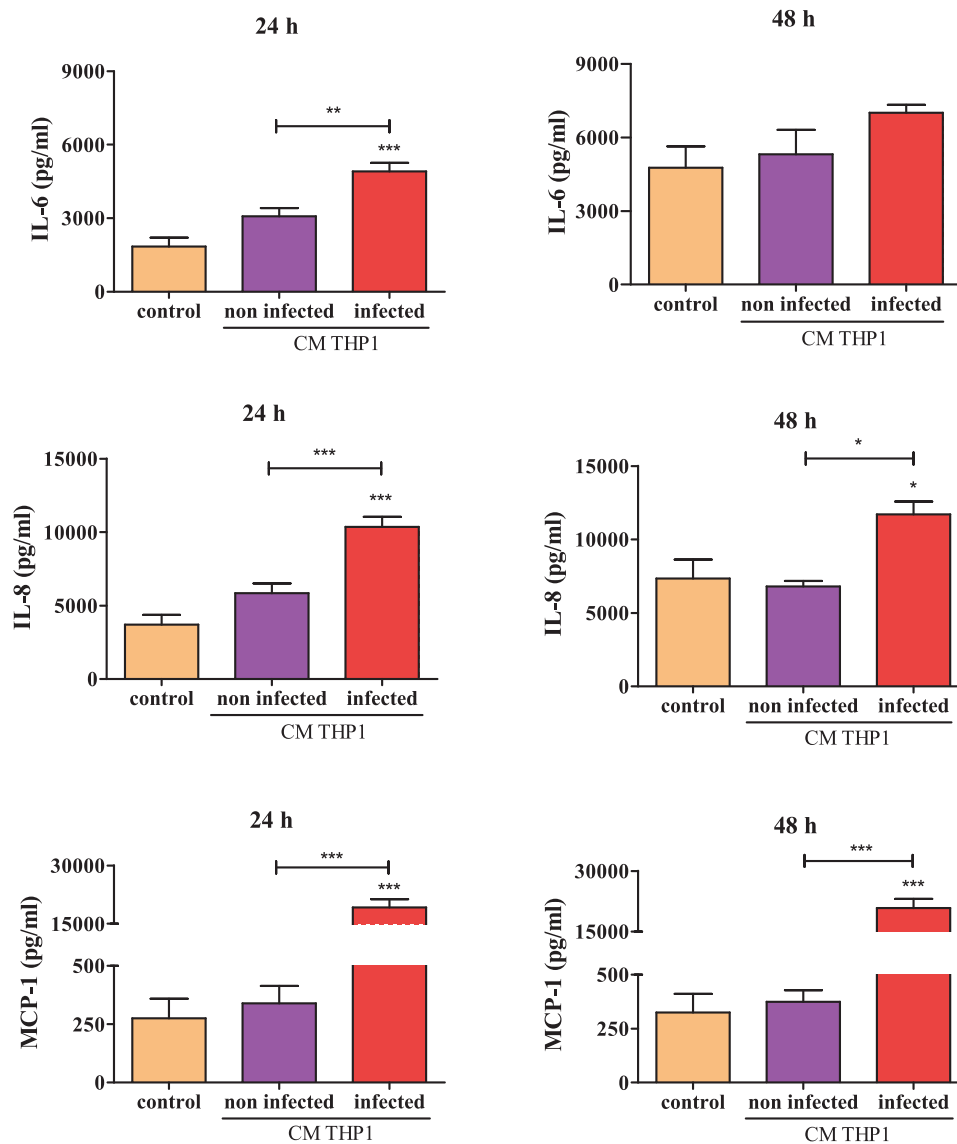 24 h
IL-6 (pg/ml)
9000
6000
3000
0
**
***
control non infected infected
CM THP1
48 h
IL-6 (pg/ml)
9000
6000
3000
0
control non infected infected
CM THP1
24 h
IL-8 (pg/ml)
15000
10000
5000
0
***
***
control non infected infected
CM THP1
48 h
IL-8 (pg/ml)
15000
10000
5000
0
*
*
control non infected infected
CM THP1
24 h
MCP-1 (pg/ml)
30000
15000
500
250
0
***
***
control non infected infected
CM THP1
48 h
MCP-1 (pg/ml)
30000
15000
500
250
0
***
***
control non infected infected
CM THP1